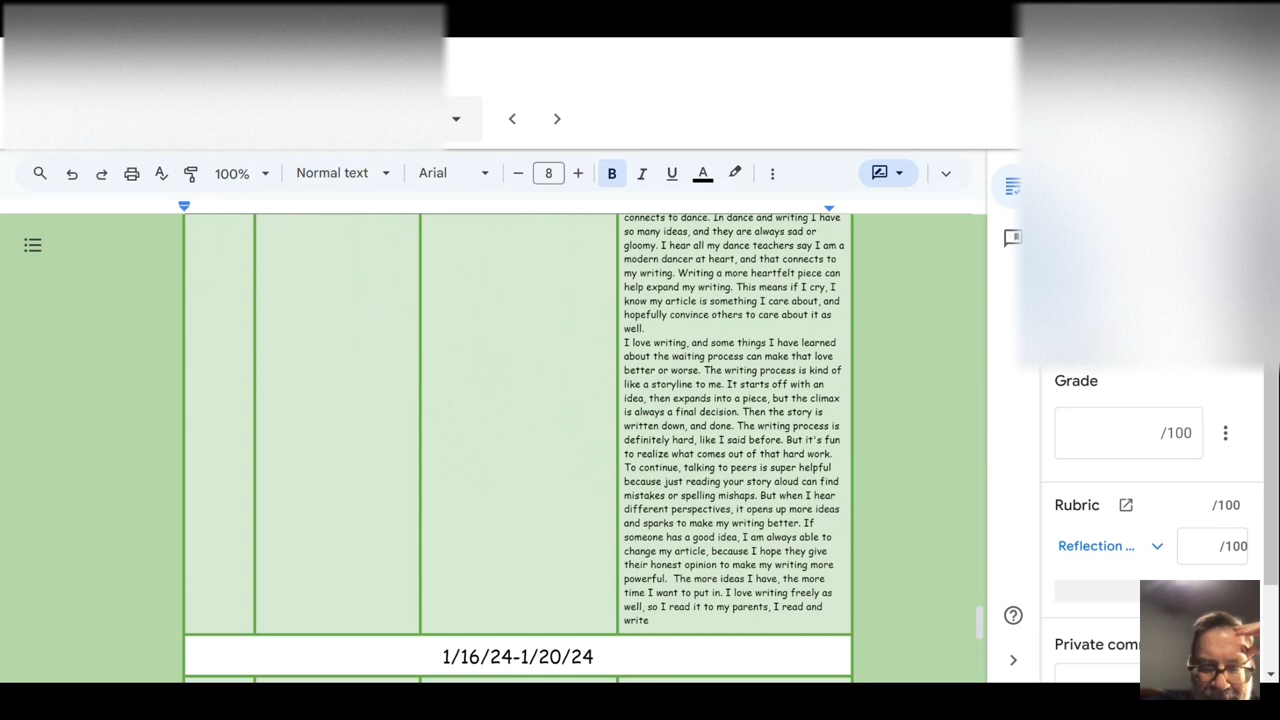 100%
Normal text
Arial
8
B
I
U
A
connects to dance. In dance and writing I have
so many ideas, and they are always sad or
gloomy. I hear all my dance teachers say I am a
modern dancer at heart, and that connects to
my writing. Writing a more heartfelt piece can
help expand my writing. This means if I cry, I
know my article is something I care about, and
hopefully convince others to care about it as
well.
I love writing, and some things I have learned
about the waiting process can make that love
better or worse. The writing process is kind of
like a storyline to me. It starts off with an
idea, then expands into a piece, but the climax
is always a final decision. Then the story is
written down, and done. The writing process is
definitely hard, like I said before. But it's fun
to realize what comes out of that hard work.
To continue, talking to peers is super helpful
because just reading your story aloud can find
mistakes or spelling mishaps. But when I hear
different perspectives, it opens up more ideas
and sparks to make my writing better. If
someone has a good idea, I am always able to
change my article, because I hope they give
their honest opinion to make my writing more
powerful.  The more ideas I have, the more
time I want to put in. I love writing freely as
well, so I read it to my parents, I read and
write
1/16/24-1/20/24
Grade
/100
Rubric
/100
Reflection ...
/100
Private com